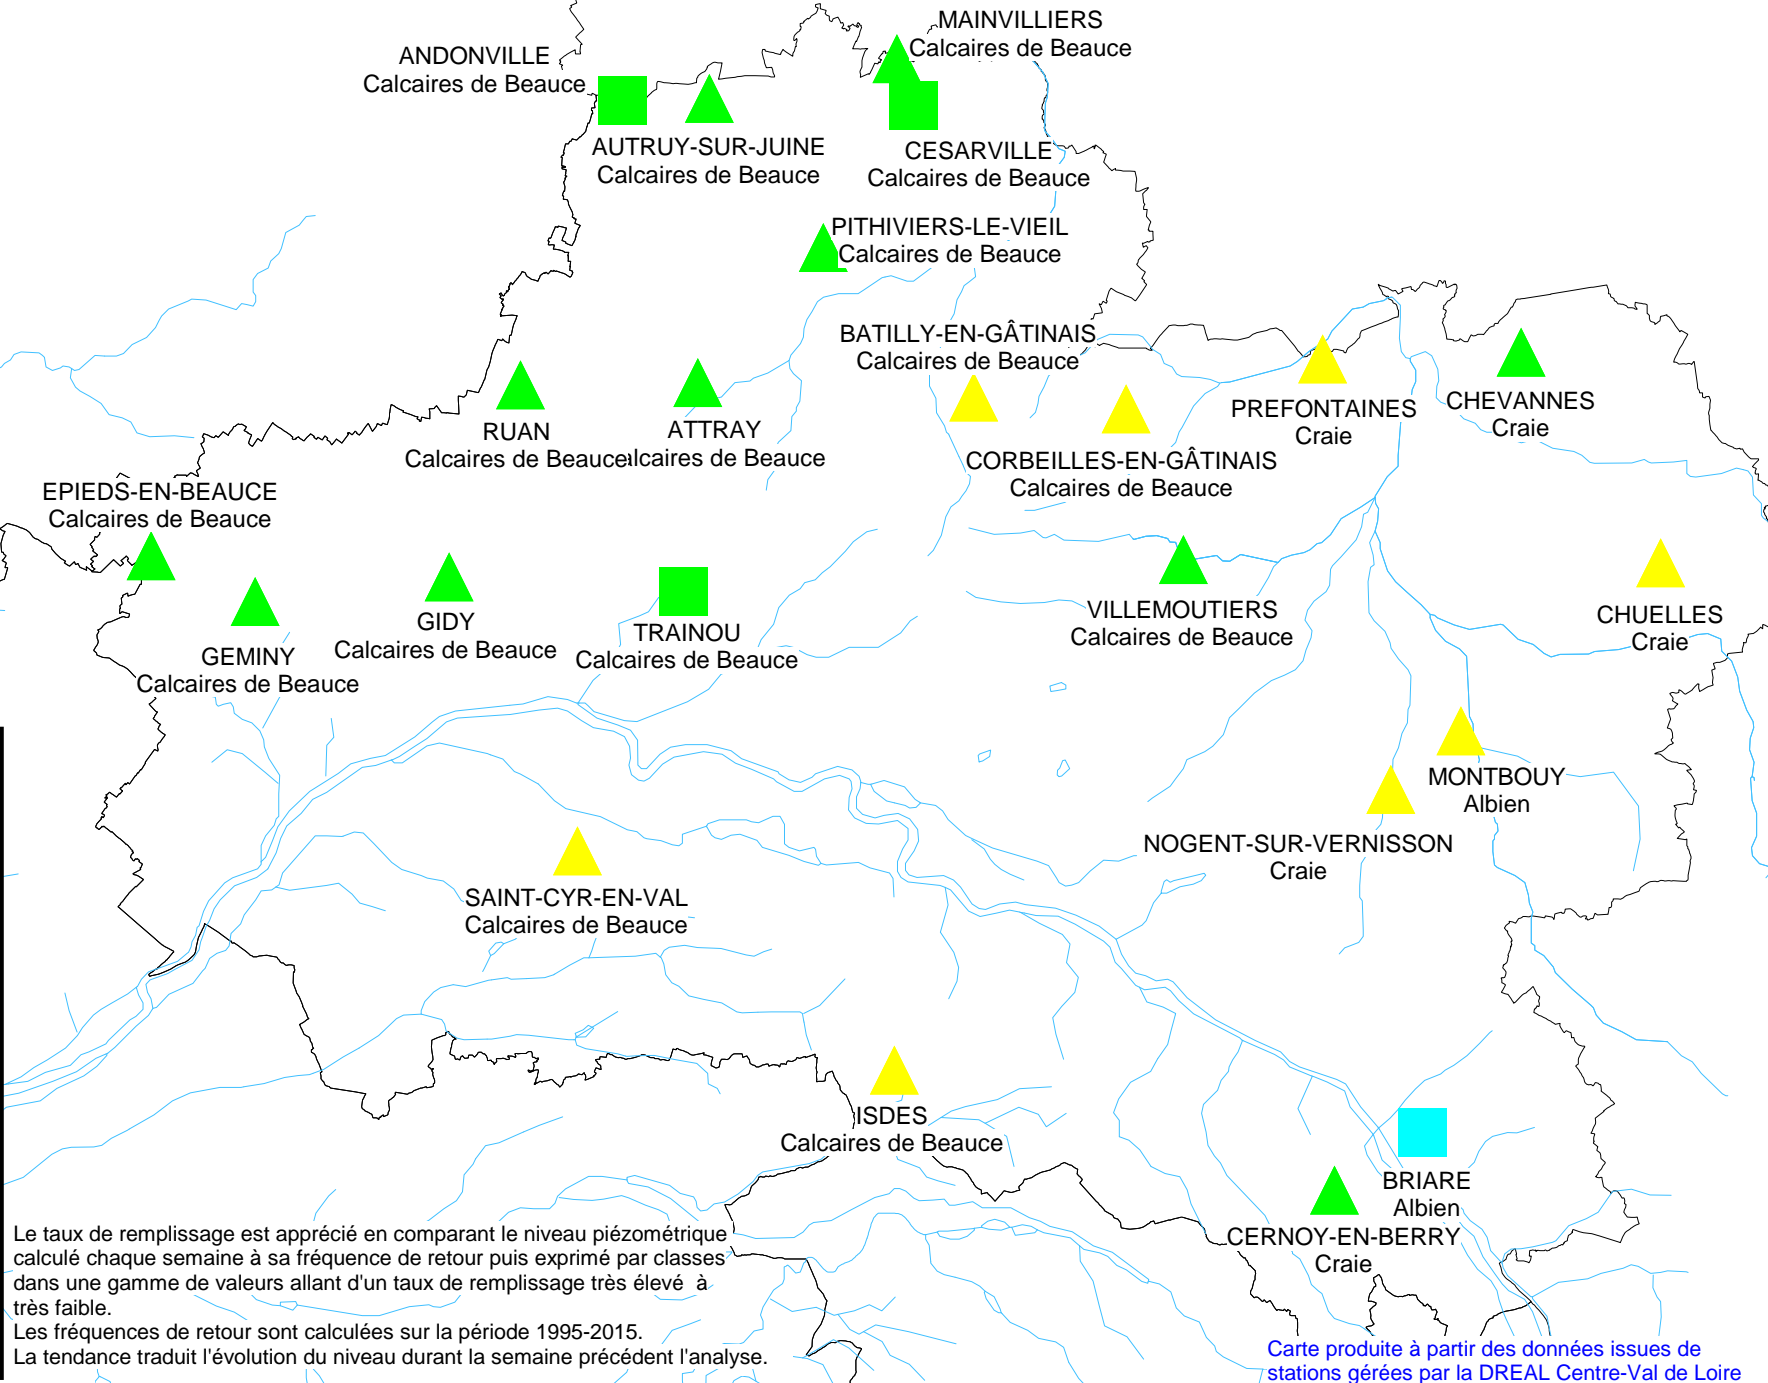 MAINVILLIERS
Calcaires de Beauce
ANDONVILLE
Calcaires de Beauce
AUTRUY-SUR-JUINE
Calcaires de Beauce
CESARVILLE
Calcaires de Beauce
PITHIVIERS-LE-VIEIL
Calcaires de Beauce
BATILLY-EN-GÂTINAIS
Calcaires de Beauce
PREFONTAINES
Craie
CHEVANNES
Craie
RUAN
Calcaires de Beauce
ATTRAY
alcaires de Beauce
CORBEILLES-EN-GÂTINAIS
Calcaires de Beauce
EPIEDS-EN-BEAUCE
Calcaires de Beauce
GEMINY
Calcaires de Beauce
GIDY
Calcaires de Beauce
TRAINOU
Calcaires de Beauce
VILLEMOUTIERS
Calcaires de Beauce
CHUELLES
Craie
MONTBOUY
Albien
NOGENT-SUR-VERNISSON
Craie
SAINT-CYR-EN-VAL
Calcaires de Beauce
ISDES
Calcaires de Beauce
BRIARE
Albien
CERNOY-EN-BERRY
Craie
Le taux de remplissage est apprécié en comparant le niveau piézométrique
calculé chaque semaine à sa fréquence de retour puis exprimé par classes
dans une gamme de valeurs allant d'un taux de remplissage très élevé à
très faible.
Les fréquences de retour sont calculées sur la période 1995-2015.
La tendance traduit l'évolution du niveau durant la semaine précédent l'analyse.
Carte produite à partir des données issues de
stations gérées par la DREAL Centre-Val de Loire